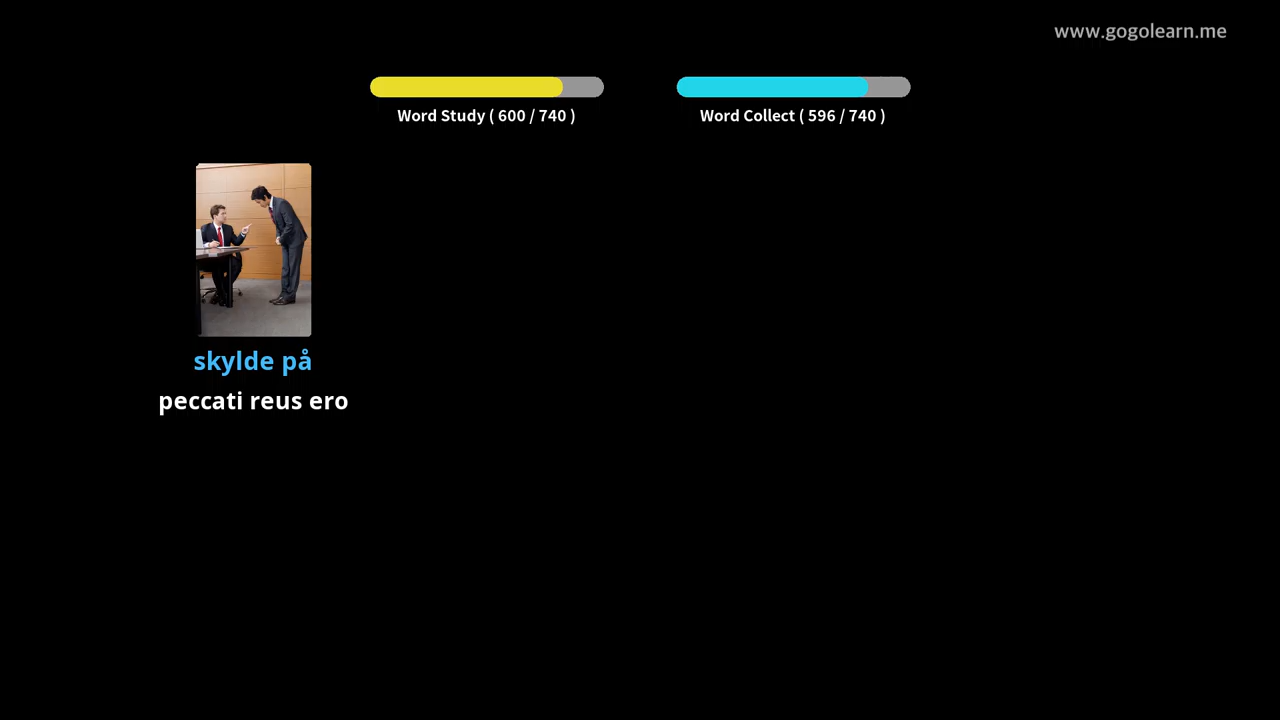 www.gogolearn.me
Word Study ( 600 / 740 )
Word Collect ( 596 / 740 )
skylde på
peccati reus ero